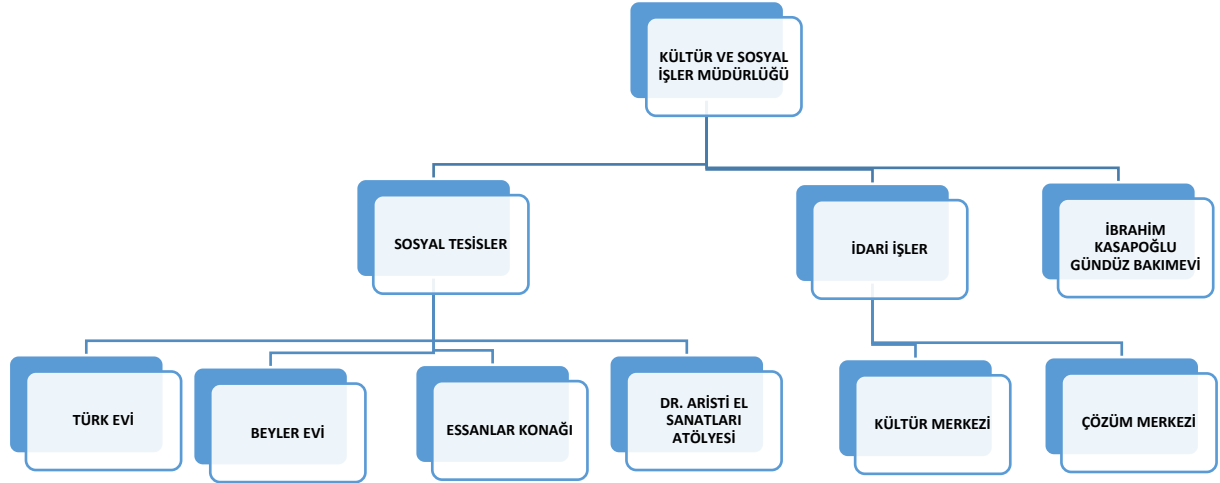 KÜLTÜR VE SOSYAL
İŞLER MÜDÜRLÜĞÜ
SOSYAL TESİSLER
İDARİ İŞLER
İBRAHİM
KASAPOĞLU
GÜNDÜZ BAKIMEVİ
TÜRK EVİ
BEYLER EVİ
ESSANLAR KONAĞI
DR. ARİSTİ EL
SANATLARI
ATÖLYESİ
KÜLTÜR MERKEZİ
ÇÖZÜM MERKEZİ